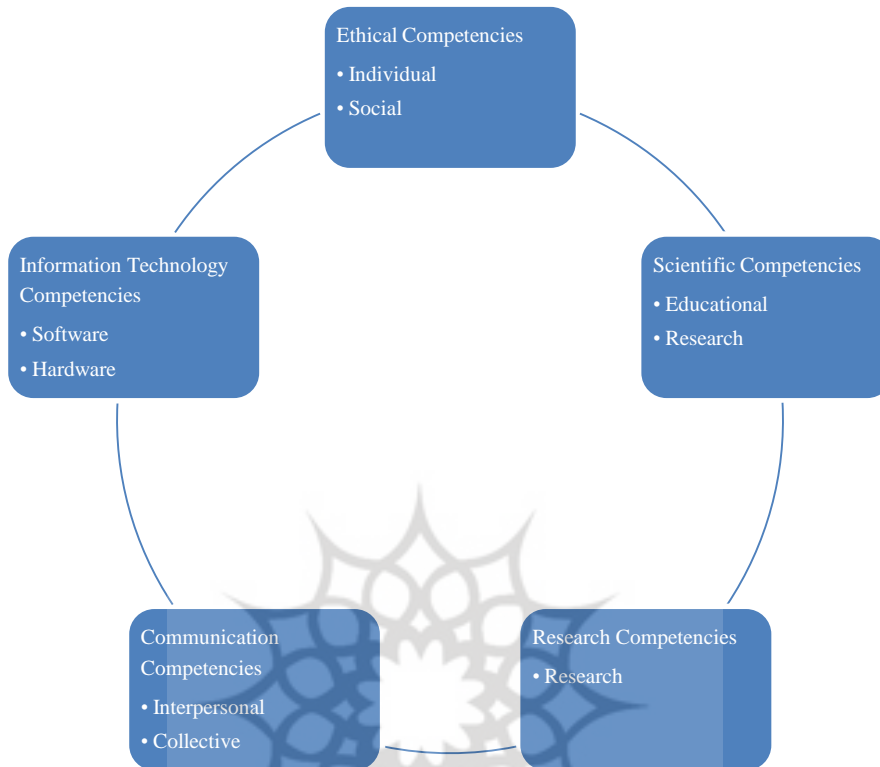 Ethical Competencies
• Individual
• Social
Scientific Competencies
• Educational
• Research
Research Competencies
• Research
Communication
Competencies
• Interpersonal
• Collective
Information Technology
Competencies
• Software
• Hardware